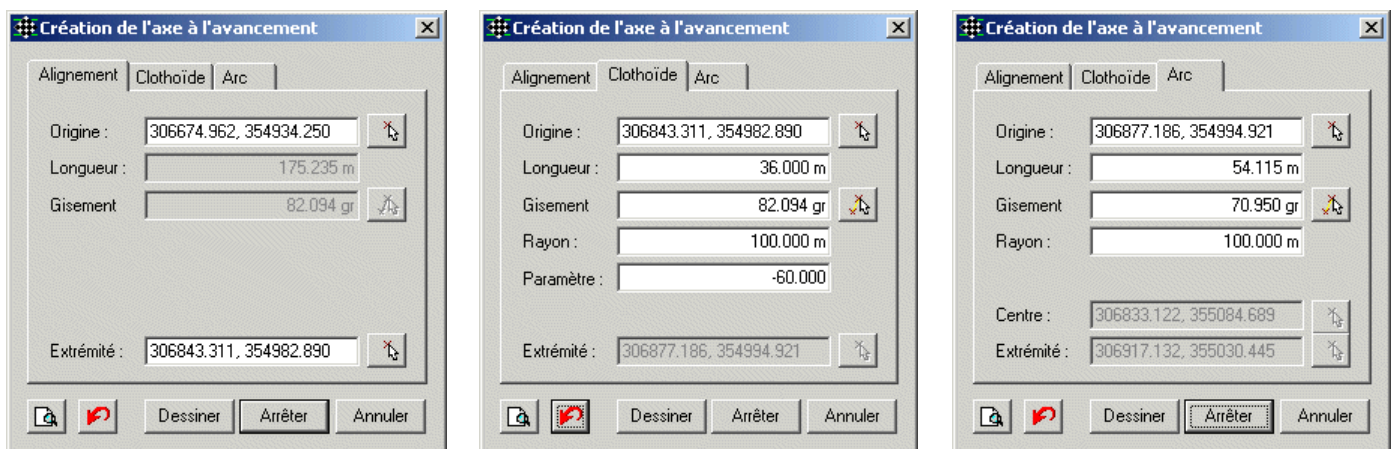 Création de l'axe à l'avancement
Alignement Clothoïde Arc
Origine : 306674.962, 354934.250
Longueur : 175.235 m
Gisement 82.094 gr
Extrémité : 306843.311, 354982.890
Dessiner Arrêter Annuler
Création de l'axe à l'avancement
Alignement Clothoïde Arc
Origine : 306843.311, 354982.890
Longueur : 36.000 m
Gisement 82.094 gr
Rayon : 100.000 m
Paramètre : -60.000
Extrémité : 306877.186, 354994.921
Dessiner Arrêter Annuler
Création de l'axe à l'avancement
Alignement Clothoïde Arc
Origine : 306877.186, 354994.921
Longueur : 54.115 m
Gisement 70.950 gr
Rayon : 100.000 m
Centre : 306833.122, 355084.689
Extrémité : 306917.132, 355030.445
Dessiner Arrêter Annuler